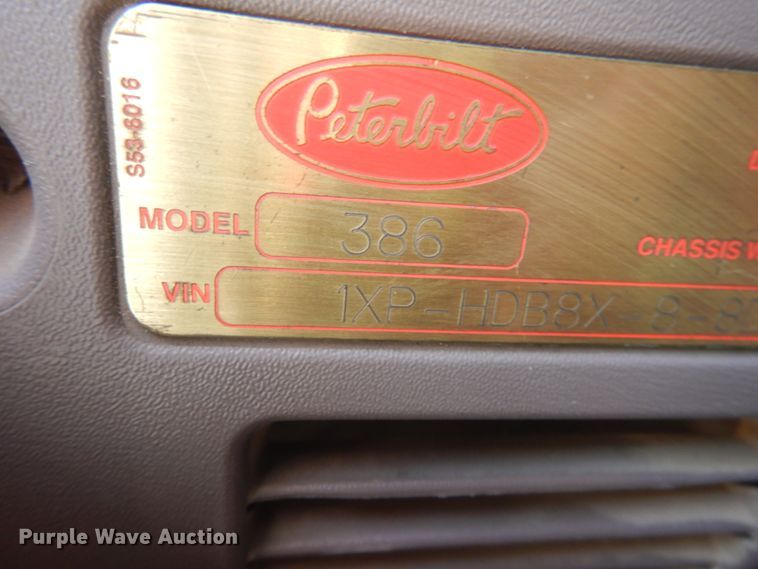 S53-6016
Peterbilt
MODEL 386
CHASSIS
VIN 1XP-HDB8X-8-8
Purple Wave Auction